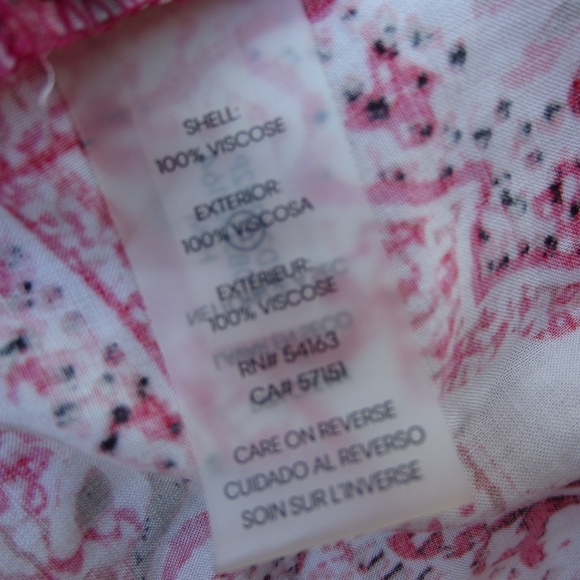 SHELL:
100% VISCOSE
EXTERIOR:
100% VISCOSA
EXTÉRIEUR:
100% VISCOSE
RN# 54163
CA# 57151
CARE ON REVERSE
CUIDADO AL REVERSO
SOIN SUR L'INVERSE